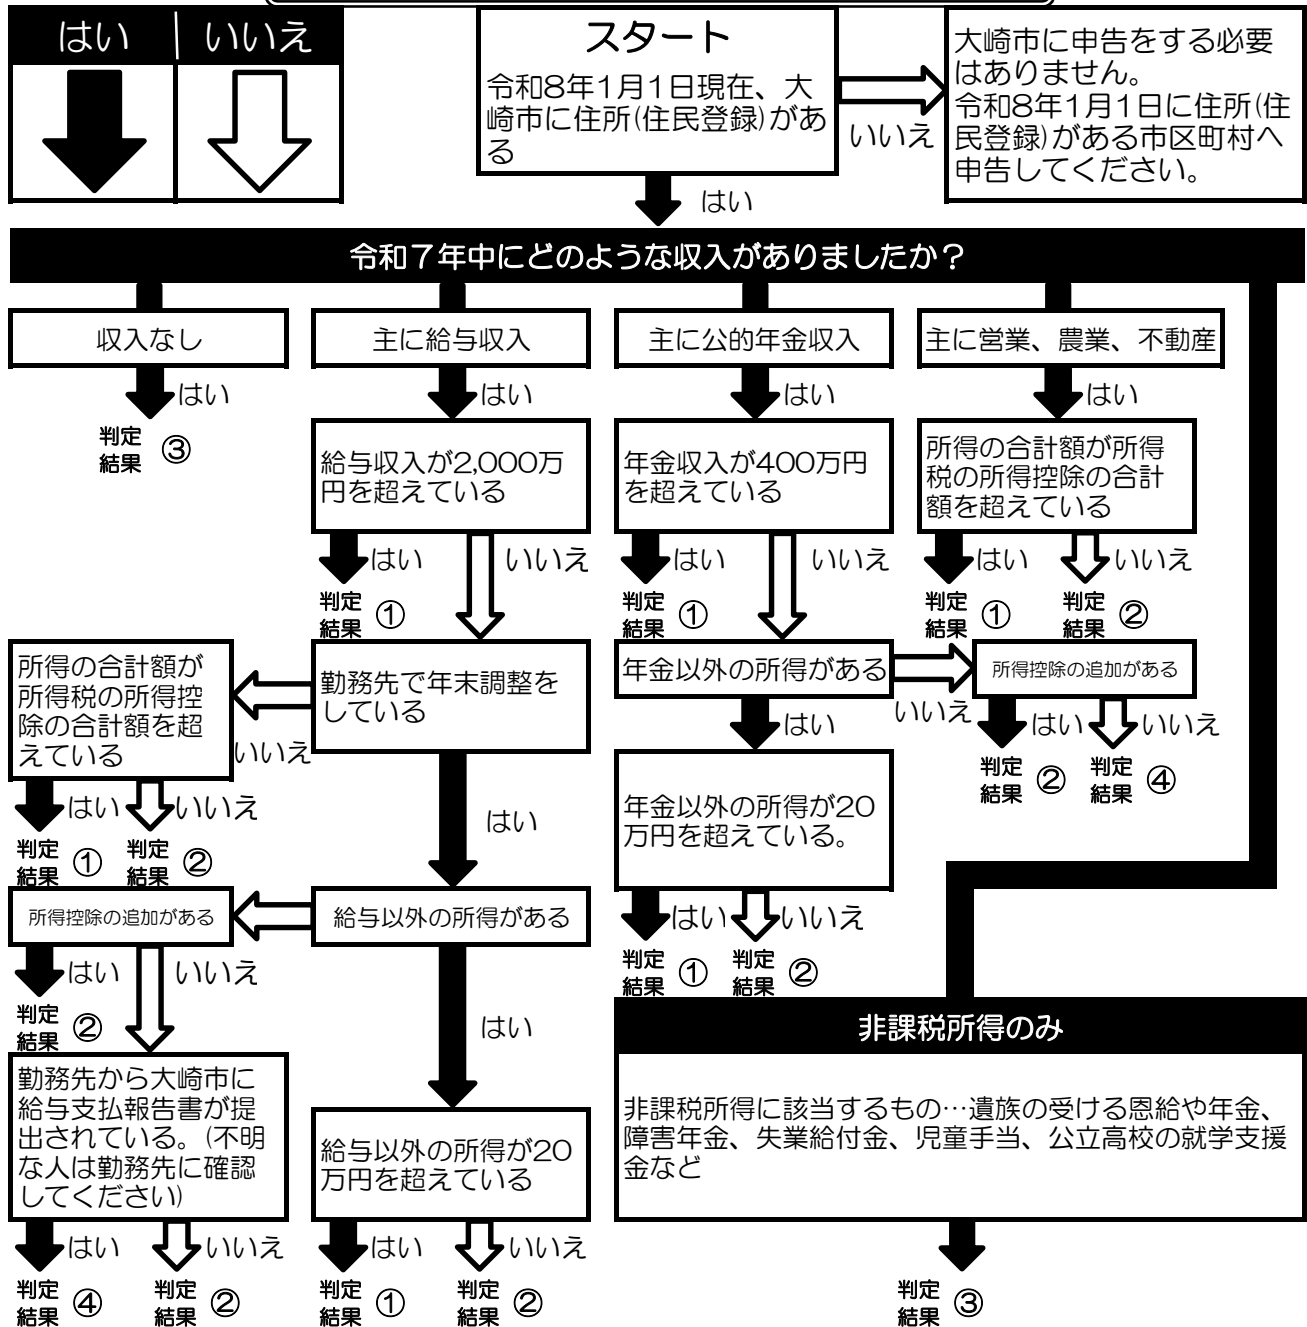 はい
いいえ
スタート
令和8年1月1日現在、大
崎市に住所(住民登録)があ
る
いいえ
大崎市に申告をする必要
はありません。
令和8年1月1日に住所(住
民登録)がある市区町村へ
申告してください。
はい
令和７年中にどのような収入がありましたか？
収入なし
主に給与収入
主に公的年金収入
主に営業、農業、不動産
はい
はい
はい
はい
判定
結果 ③
給与収入が2,000万
円を超えている
年金収入が400万円
を超えている
所得の合計額が所得
税の所得控除の合計
額を超えている
はい
いいえ
はい
いいえ
はい
いいえ
判定
結果 ①
判定
結果 ①
判定
結果 ①
判定
結果 ②
所得の合計額が
所得税の所得控
除の合計額を超
えている
いいえ
勤務先で年末調整を
している
年金以外の所得がある
いいえ
所得控除の追加がある
はい
はい
いいえ
判定
結果 ②
判定
結果 ④
はい
いいえ
はい
年金以外の所得が20
万円を超えている。
判定
結果 ①
判定
結果 ②
所得控除の追加がある
給与以外の所得がある
はい
いいえ
はい
いいえ
判定
結果 ①
判定
結果 ②
判定
結果 ②
はい
非課税所得のみ
勤務先から大崎市に
給与支払報告書が提
出されている。(不明
な人は勤務先に確認
してください)
給与以外の所得が20
万円を超えている
非課税所得に該当するもの…遺族の受ける恩給や年金、
障害年金、失業給付金、児童手当、公立高校の就学支援
金など
はい
いいえ
はい
いいえ
判定
結果 ④
判定
結果 ②
判定
結果 ①
判定
結果 ②
判定
結果 ③